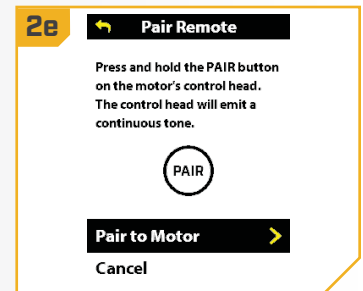 2e
Pair Remote
Press and hold the PAIR button
on the motor's control head.
The control head will emit a
continuous tone.
PAIR
Pair to Motor
Cancel